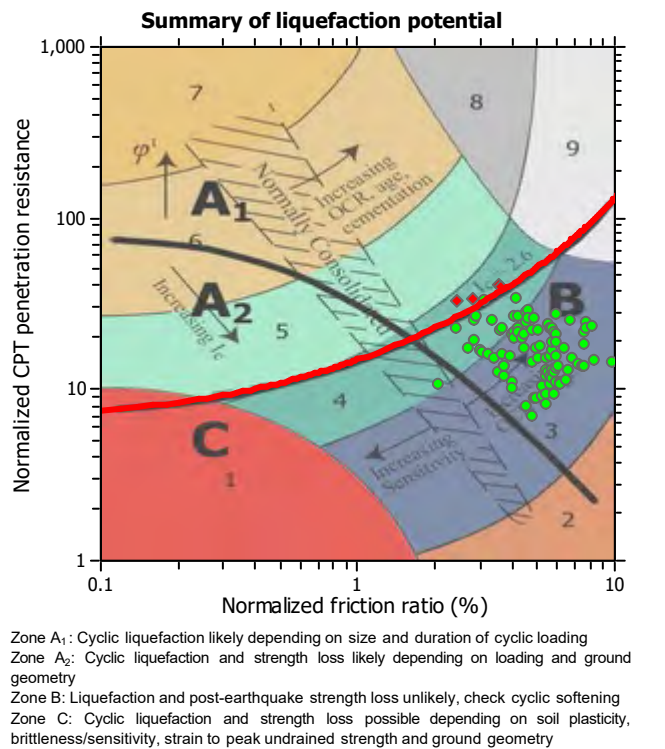 Summary of liquefaction potential
1,000
100
10
1
Normalized CPT penetration resistance
7
8
9
φ'
A1
Increasing
OCR, age,
cementation
Normally Consolidated
6
A2
Increasing Ic
5
2.6
B
4
3
C
1
Increasing
Sensitivity
2
0.1
1
10
Normalized friction ratio (%)
Zone A1: Cyclic liquefaction likely depending on size and duration of cyclic loading
Zone A2: Cyclic liquefaction and strength loss likely depending on loading and ground
geometry
Zone B: Liquefaction and post-earthquake strength loss unlikely, check cyclic softening
Zone C: Cyclic liquefaction and strength loss possible depending on soil plasticity,
brittleness/sensitivity, strain to peak undrained strength and ground geometry